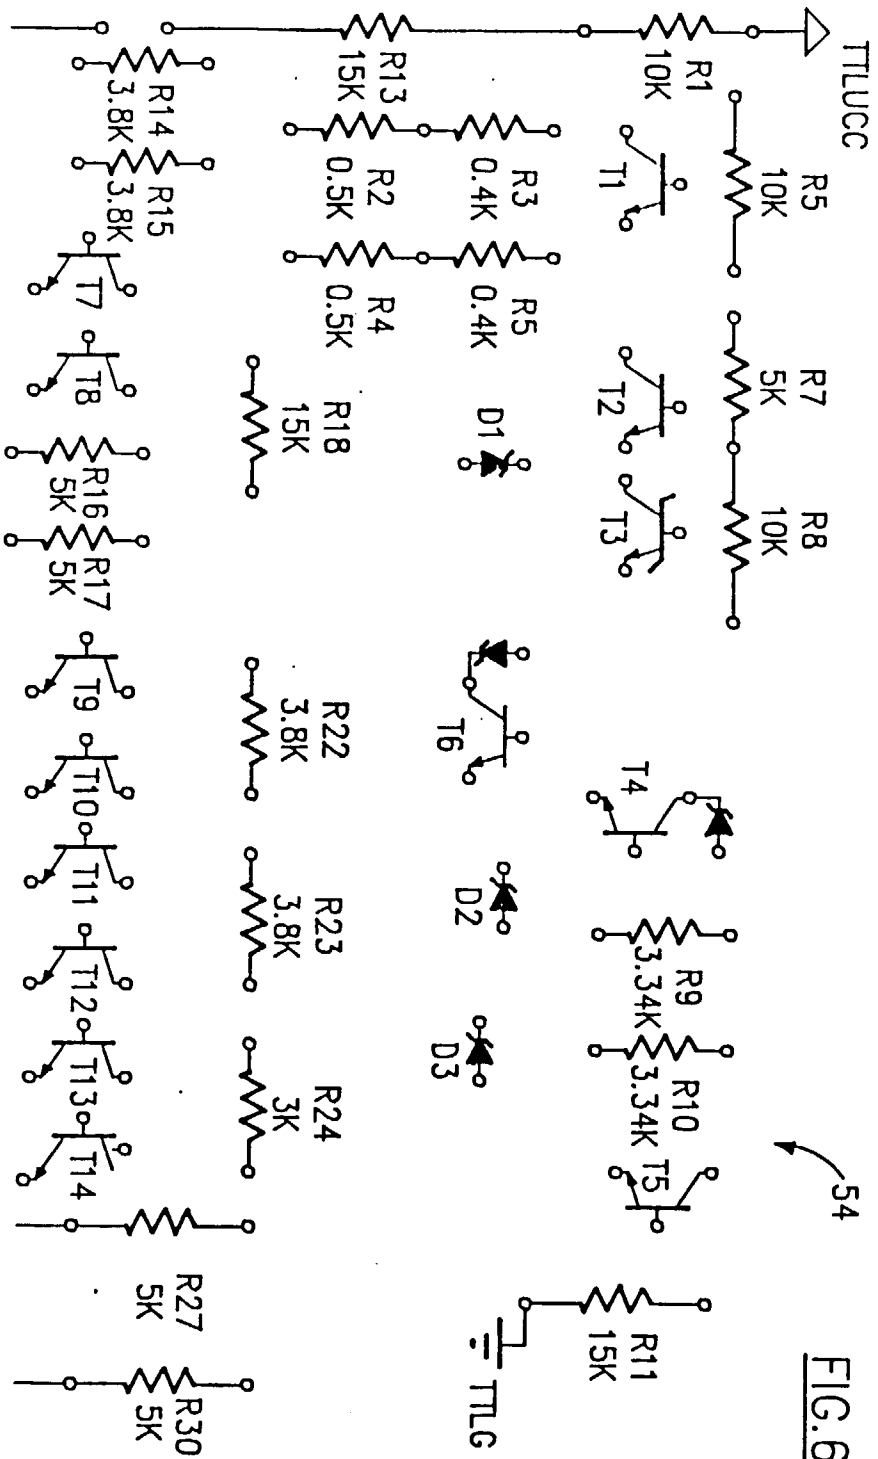 TTLUCC
R1
10K
R13
15K
R14
3.8K
R15
3.8K
R5
10K
T1
R3
0.4K
R2
0.5K
R5
0.4K
R4
0.5K
T7
T8
R7
5K
T2
D1
R18
15K
R16
5K
R17
5K
R8
10K
T3
T6
T4
R22
3.8K
T9
T10
T11
D2
R23
3.8K
T12
R9
3.34K
R10
3.34K
D3
R24
3K
T13
T14
T5
54
R27
5K
R11
15K
TTLG
R30
5K
FIG.6